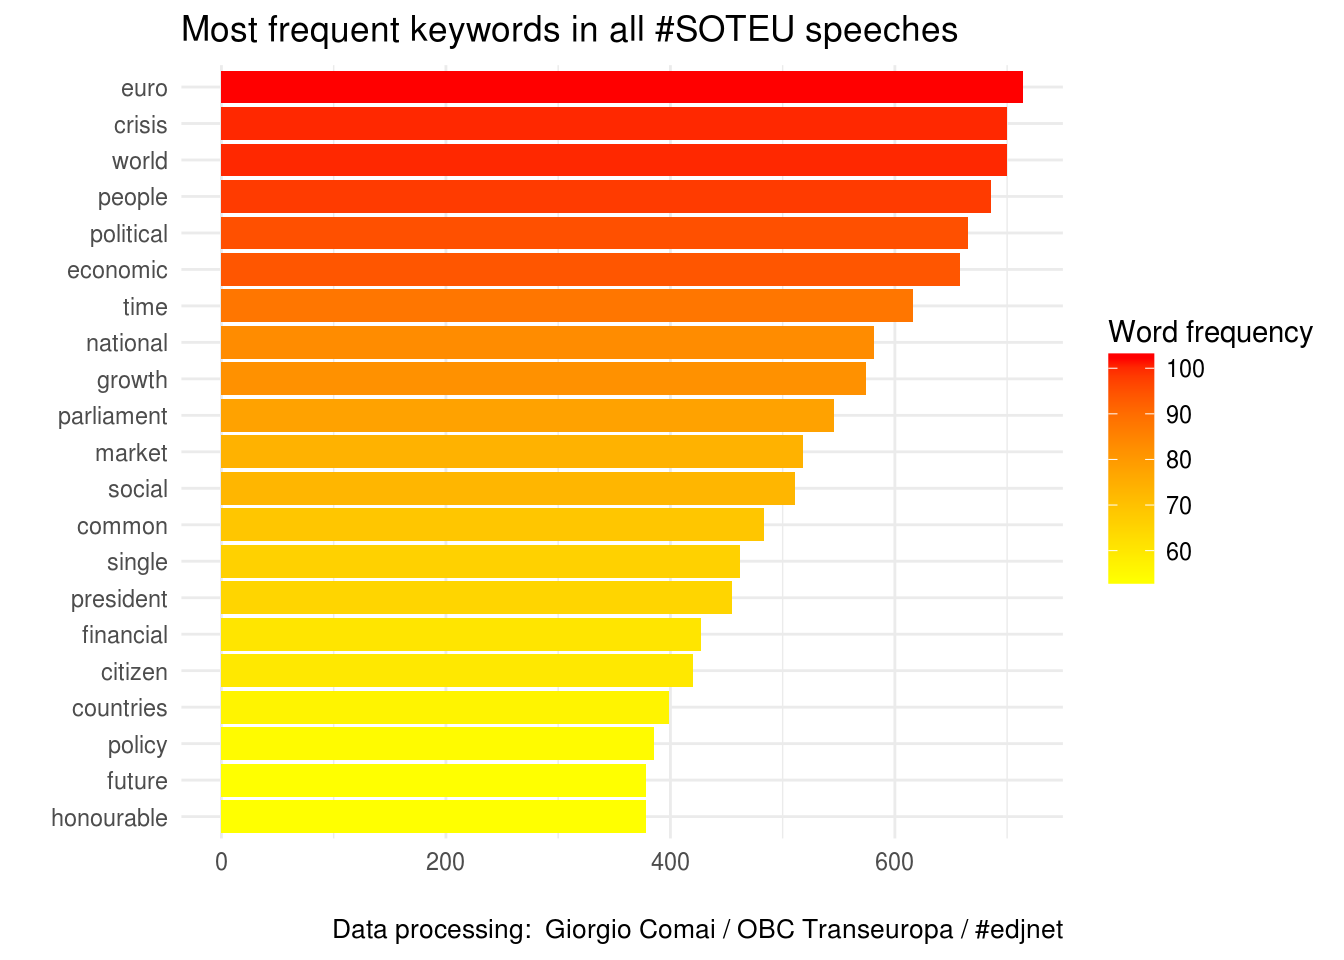 Most frequent keywords in all #SOTEU speeches
euro
crisis
world
people
political
economic
time
national
growth
parliament
market
social
common
single
president
financial
citizen
countries
policy
future
honourable
0 200 400 600
Word frequency
100
90
80
70
60
Data processing:  Giorgio Comai / OBC Transeuropa / #edjnet